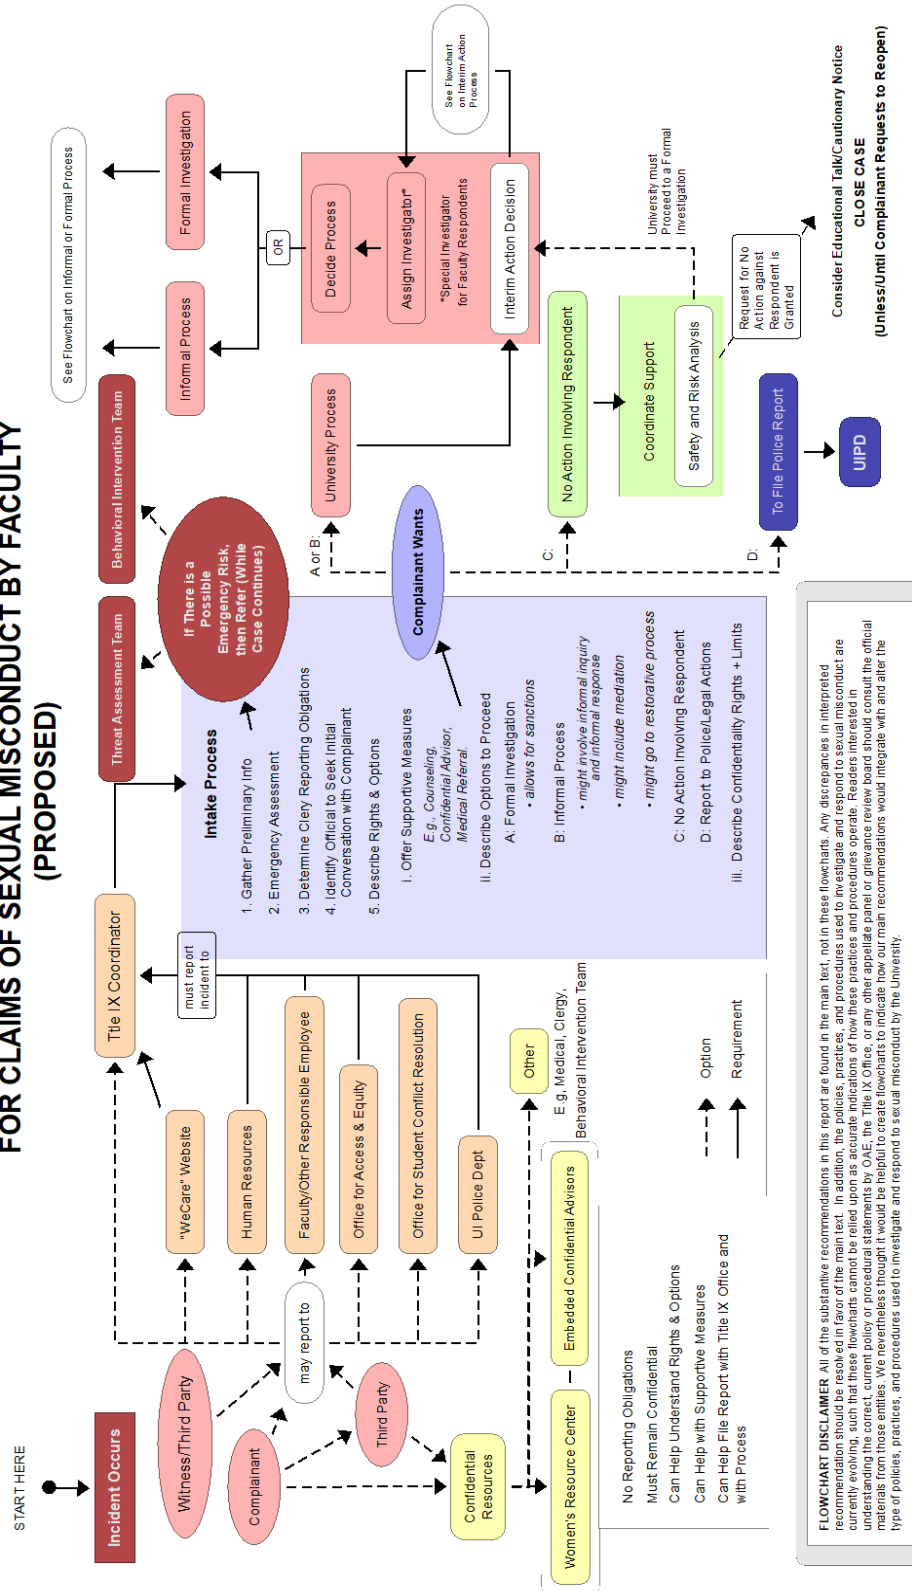 FOR CLAIMS OF SEXUAL MISCONDUCT BY FACULTY
(PROPOSED)
START HERE
Incident Occurs
Witness/Third Party
Complainant
Third Party
may report to
Confidential
Resources
"WeCare" Website
Human Resources
Faculty/Other Responsible Employee
Office for Access & Equity
Office for Student Conflict Resolution
UI Police Dept
must report
incident to
Ttle IX Coordinator
Women's Resource Center
Embedded Confidential Advisors
Other
E.g, Medical, Clergy,
Behavioral Intervention Team
No Reporting Obligations
Must Remain Confidential
Can Help Understand Rights & Options
Can Help with Supportive Measures
Can Help File Report with Title IX Office and
with Process
Option
Requirement
Threat Assessment Team
Behavioral Intervention Team
If There is a
Possible
Emergency Risk,
then Refer (While
Case Continues)
Intake Process
1. Gather Preliminary Info
2. Emergency Assessment
3. Determine Clery Reporting Obligations
4. Identify Official to Seek Initial
Conversation with Complainant
5. Describe Rights & Options
i. Offer Supportive Measures
E.g., Counseling,
Confidential Advisor,
Medical Referral.
ii. Describe Options to Proceed
A: Formal Investigation
• allows for sanctions
B: Informal Process
• might involve informal inquiry
and informal response
• might include mediation
• might go to restorative process
C: No Action Involving Respondent
D: Report to Police/Legal Actions
iii. Describe Confidentiality Rights + Limits
Complainant Wants
A or B:
C:
D:
University Process
No Action Involving Respondent
Coordinate Support
Safety and Risk Analysis
To File Police Report
UIPD
See Flowchart on Informal or Formal Process
Informal Process
Formal Investigation
OR
Decide Process
Assign Investigator*
*Special Investigator
for Faculty Respondents
Interim Action Decision
See Flowchart
on Interim Action
Process
University must
Proceed to a Formal
Investigation
Request for No
Action against
Respondent is
Granted
Consider Educational Talk/Cautionary Notice
CLOSE CASE
(Unless/Until Complainant Requests to Reopen)
FLOWCHART DISCLAIMER All of the substantive recommendations in this report are found in the main text, not in these flowcharts. Any discrepancies in interpreted
recommendation should be resolved in favor of the main text. In addition, the policies, practices, and procedures used to investigate and respond to sexual misconduct are
currently evolving, such that these flowcharts cannot be relied upon as accurate indications of how these practices and procedures operate. Readers interested in
understanding the correct, current policy or procedural statements by OAE, the Title IX Office, or any other appellate panel or grievance review board should consult the official
materials from those entities. We nevertheless thought it would be helpful to create flowcharts to indicate how our main recommendations would integrate with and alter the
type of policies, practices, and procedures used to investigate and respond to sexual misconduct by the University.